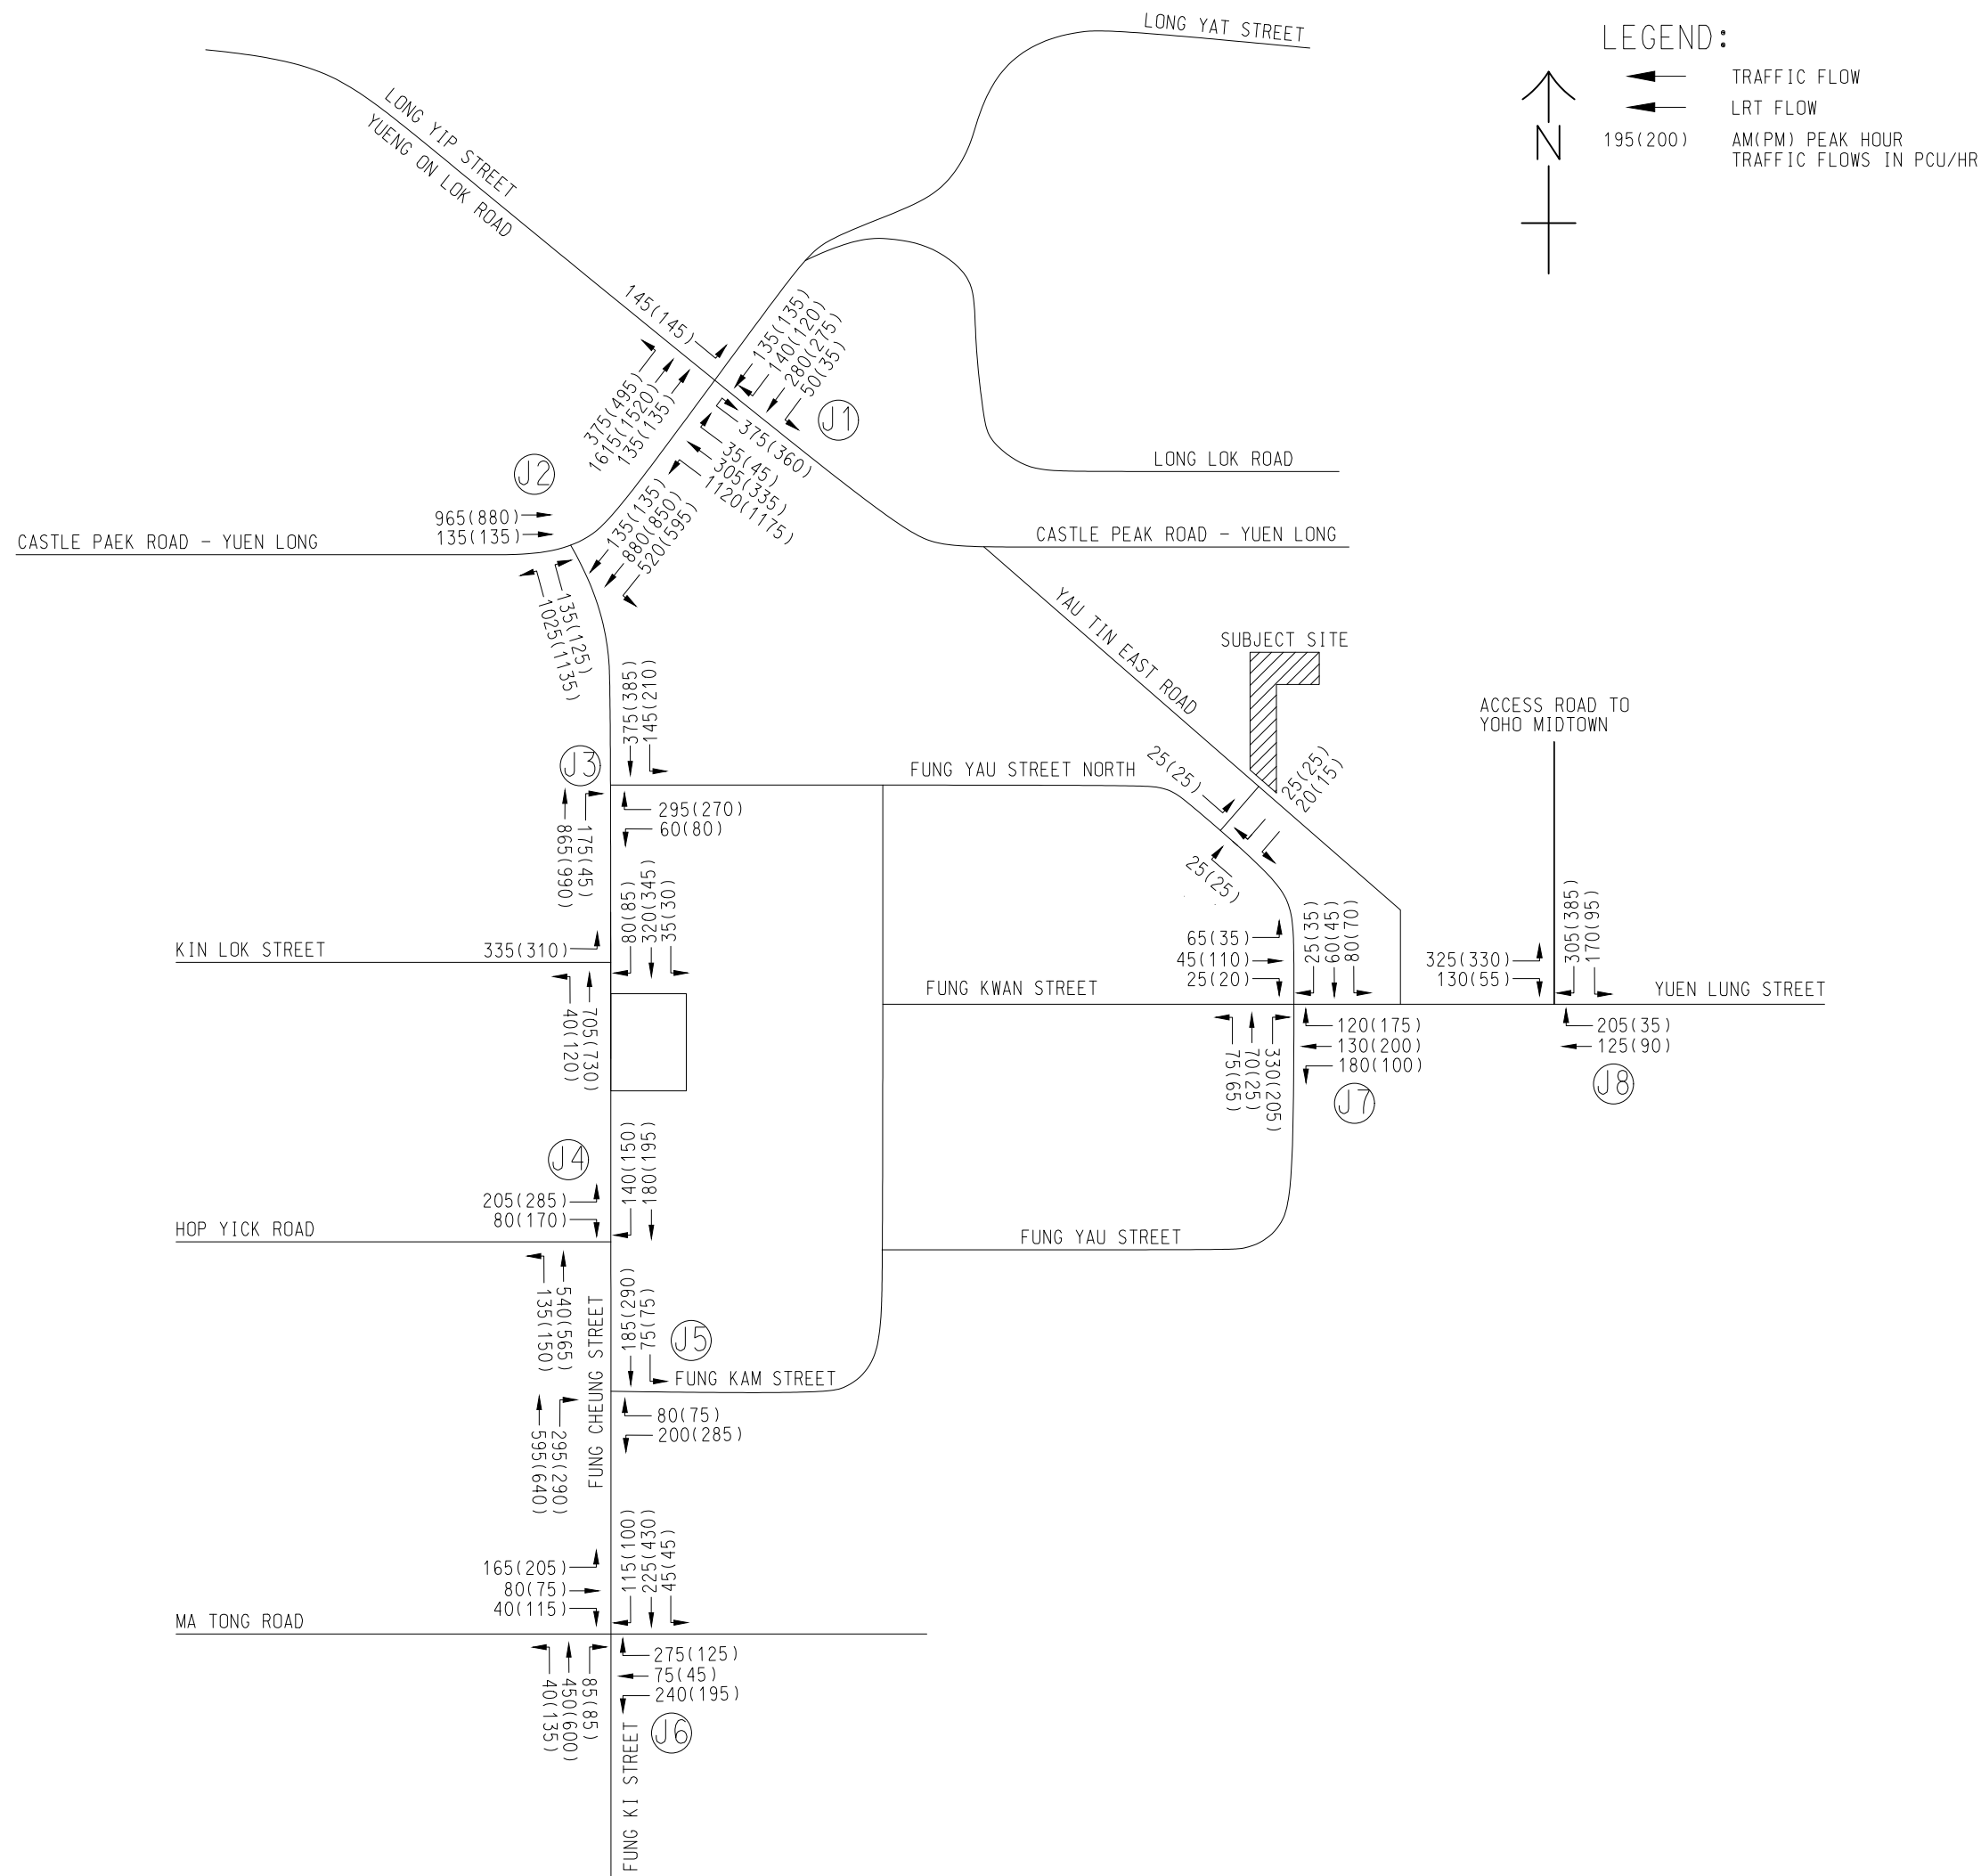 LONG YAT STREET
LEGEND:
TRAFFIC FLOW
LRT FLOW
195(200)
AM(PM) PEAK HOUR
TRAFFIC FLOWS IN PCU/HR
N
LONG YIP STREET
YUENG ON LOK ROAD
145(145)
135(135)
140(120)
280(275)
50(35)
J1
375(495)
1615(1520)
135(135)
375(360)
35(45)
305(335)
1120(1175)
LONG LOK ROAD
J2
965(880)
135(135)
CASTLE PAEK ROAD - YUEN LONG
135(135)
880(850)
520(595)
CASTLE PEAK ROAD - YUEN LONG
135(125)
1025(1135)
YAU TIN EAST ROAD
SUBJECT SITE
ACCESS ROAD TO
YOHO MIDTOWN
375(385)
145(210)
J3
FUNG YAU STREET NORTH
25(25)
25(25)
20(15)
295(270)
60(80)
865(990)
175(45)
25(25)
80(85)
320(345)
35(30)
KIN LOK STREET
335(310)
65(35)
45(110)
25(20)
25(35)
60(45)
80(70)
325(330)
130(55)
305(385)
170(95)
FUNG KWAN STREET
YUEN LUNG STREET
40(120)
705(730)
75(65)
70(25)
330(205)
120(175)
130(200)
180(100)
J7
205(35)
125(90)
J8
J4
140(150)
180(195)
205(285)
80(170)
HOP YICK ROAD
FUNG YAU STREET
135(150)
540(565)
FUNG CHEUNG STREET
185(290)
75(75)
J5
FUNG KAM STREET
80(75)
200(285)
595(640)
295(290)
115(100)
225(430)
45(45)
165(205)
80(75)
40(115)
MA TONG ROAD
275(125)
75(45)
240(195)
40(135)
450(600)
85(85)
J6
FUNG KI STREET